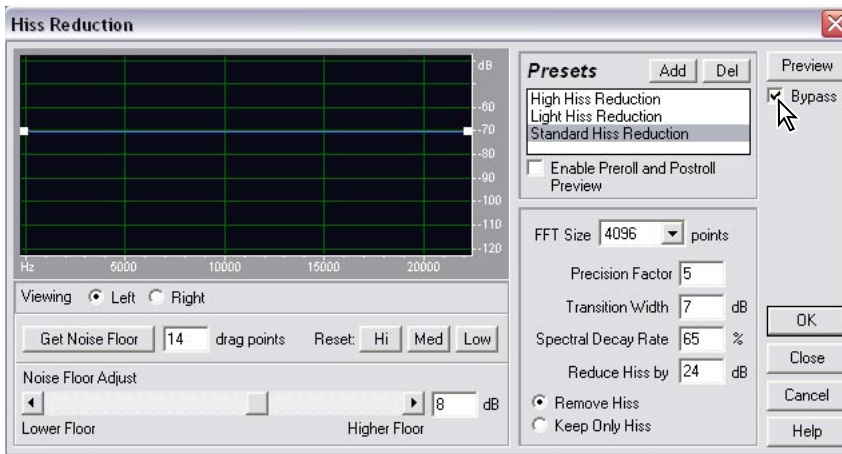 Hiss Reduction
dB
-60
-70
-80
-90
-100
-110
-120
Hz 5000 10000 15000 20000
Viewing Left Right
Get Noise Floor 14 drag points Reset: Hi Med Low
Noise Floor Adjust
8 dB
Lower Floor Higher Floor
Presets Add Del
High Hiss Reduction
Light Hiss Reduction
Standard Hiss Reduction
Enable Preroll and Postroll
Preview
FFT Size 4096 points
Precision Factor 5
Transition Width 7 dB
Spectral Decay Rate 65 %
Reduce Hiss by 24 dB
Remove Hiss
Keep Only Hiss
Preview
Bypass
OK
Close
Cancel
Help